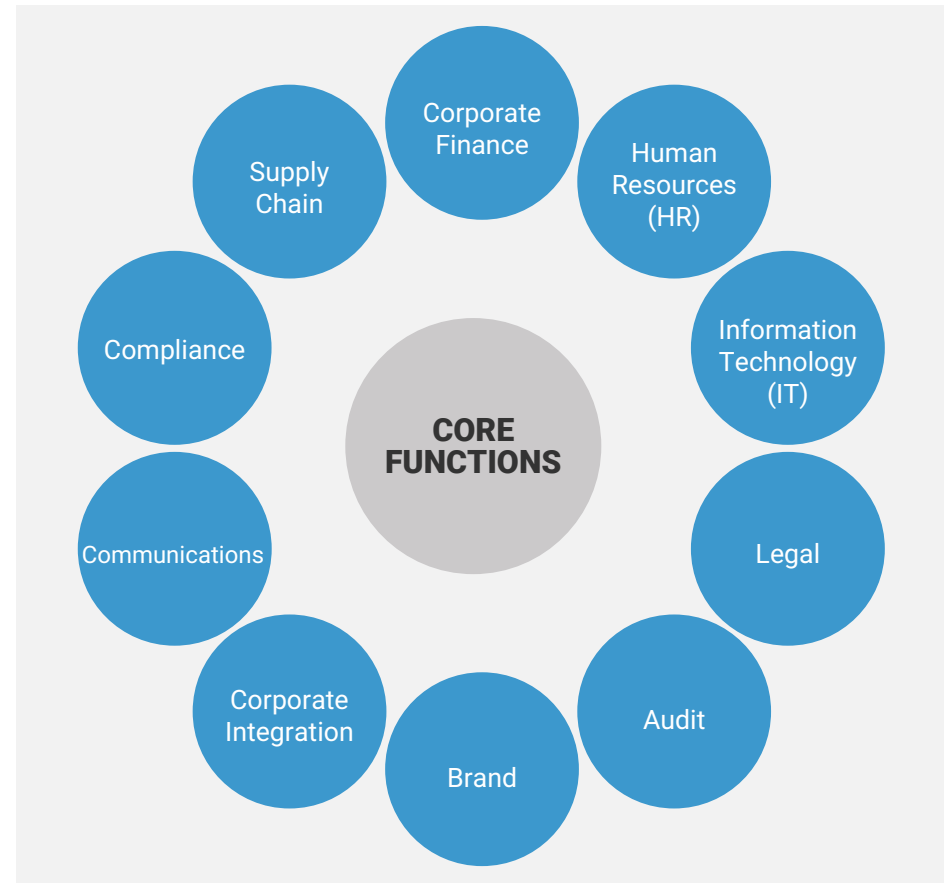 Corporate
Finance
Human
Resources
(HR)
Information
Technology
(IT)
Legal
Audit
Brand
Corporate
Integration
Communications
Compliance
Supply
Chain
CORE
FUNCTIONS